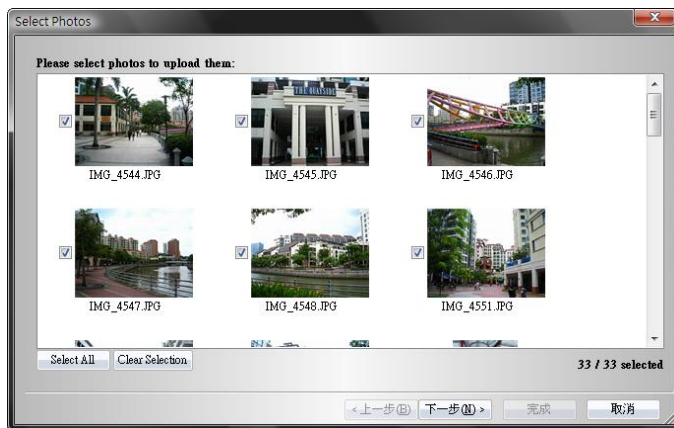 Select Photos
Please select photos to upload them:
THE QUAYSIDE
IMG_4544.JPG
IMG_4545.JPG
IMG_4546.JPG
IMG_4547.JPG
IMG_4548.JPG
IMG_4551.JPG
Select All
Clear Selection
33 / 33 selected
<上一步(B)
下一步(N)>
完成
取消